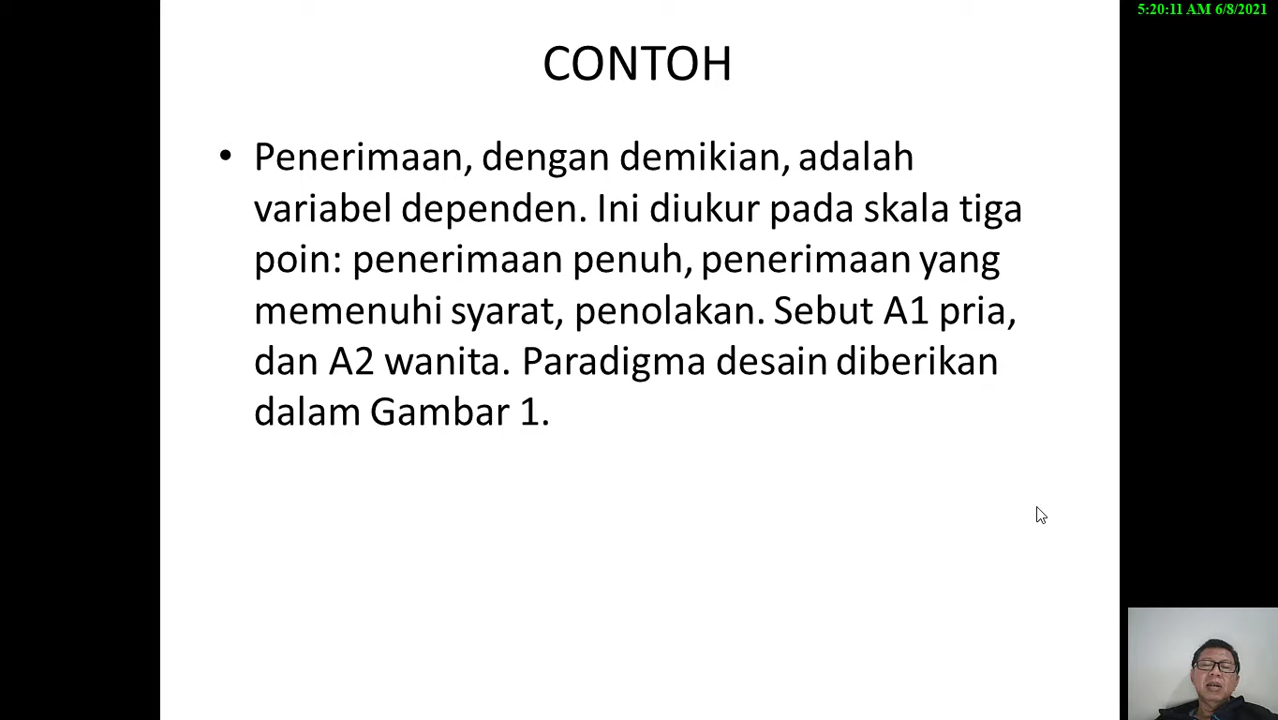 5:20:11 AM 6/8/2021
CONTOH
• Penerimaan, dengan demikian, adalah
variabel dependen. Ini diukur pada skala tiga
poin: penerimaan penuh, penerimaan yang
memenuhi syarat, penolakan. Sebut A1 pria,
dan A2 wanita. Paradigma desain diberikan
dalam Gambar 1.